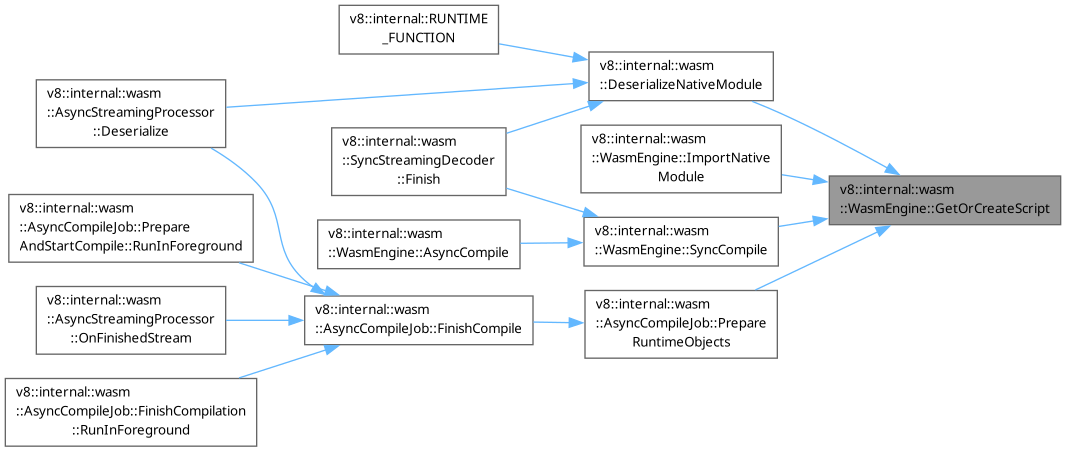 v8::internal::RUNTIME
_FUNCTION
v8::internal::wasm
::DeserializeNativeModule
v8::internal::wasm
::AsyncStreamingProcessor
::Deserialize
v8::internal::wasm
::SyncStreamingDecoder
::Finish
v8::internal::wasm
::WasmEngine::ImportNative
Module
v8::internal::wasm
::WasmEngine::GetOrCreateScript
v8::internal::wasm
::AsyncCompileJob::Prepare
AndStartCompile::RunInForeground
v8::internal::wasm
::WasmEngine::AsyncCompile
v8::internal::wasm
::WasmEngine::SyncCompile
v8::internal::wasm
::AsyncStreamingProcessor
::OnFinishedStream
v8::internal::wasm
::AsyncCompileJob::FinishCompile
v8::internal::wasm
::AsyncCompileJob::Prepare
RuntimeObjects
v8::internal::wasm
::AsyncCompileJob::FinishCompilation
::RunInForeground